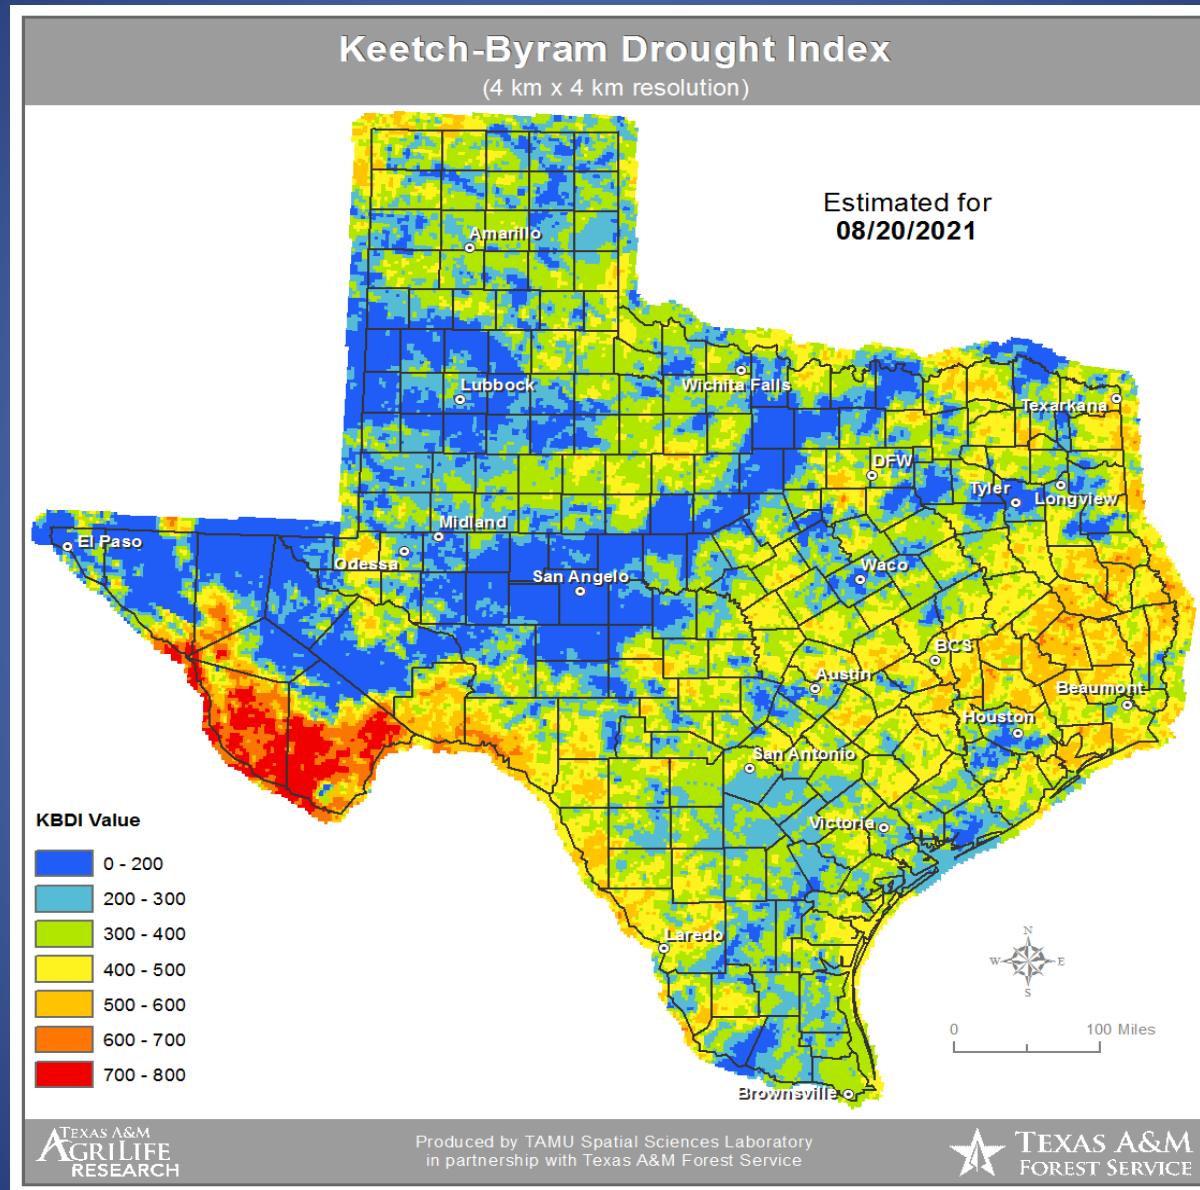 Keetch-Byram Drought Index
(4 km x 4 km resolution)
Estimated for
08/20/2021
Amarillo
Lubbock
Wichita Falls
Texarkana
DFW
Tyler
Longview
Midland
El Paso
Odessa
San Angelo
Waco
BCS
Austin
Beaumont
Houston
San Antonio
Victoria
Laredo
Brownsville
KBDI Value
0 - 200
200 - 300
300 - 400
400 - 500
500 - 600
600 - 700
700 - 800
N
W E
S
0 100 Miles
TEXAS A&M
AGRILIFE
RESEARCH
Produced by TAMU Spatial Sciences Laboratory
in partnership with Texas A&M Forest Service
TEXAS A&M
FOREST SERVICE